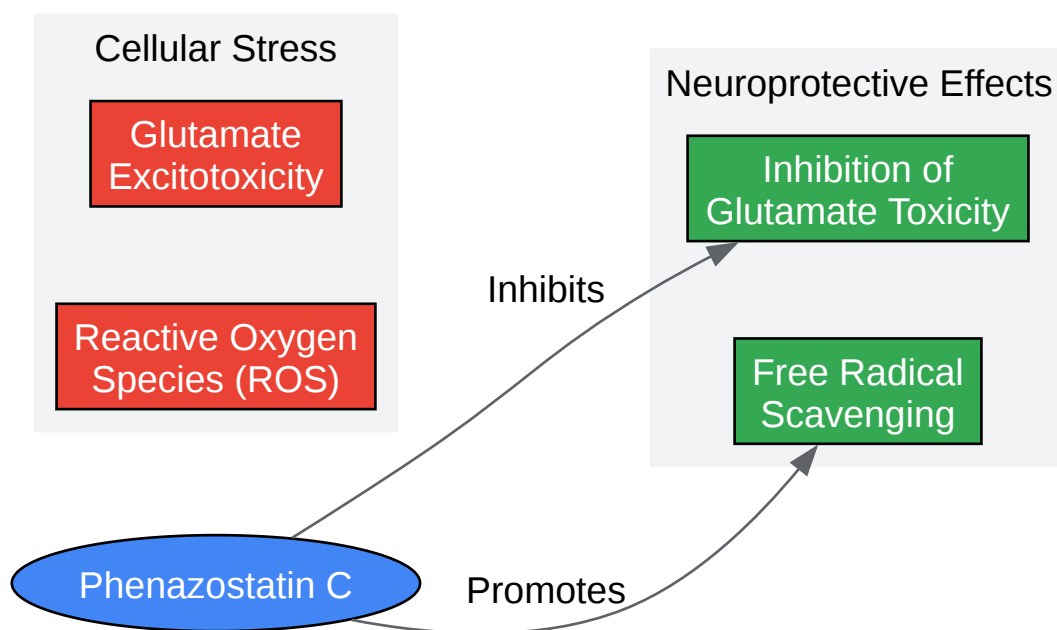 Cellular Stress
Glutamate
Excitotoxicity
Reactive Oxygen
Species (ROS)
Neuroprotective Effects
Inhibition of
Glutamate Toxicity
Free Radical
Scavenging
Inhibits
Promotes
Phenazostatin C